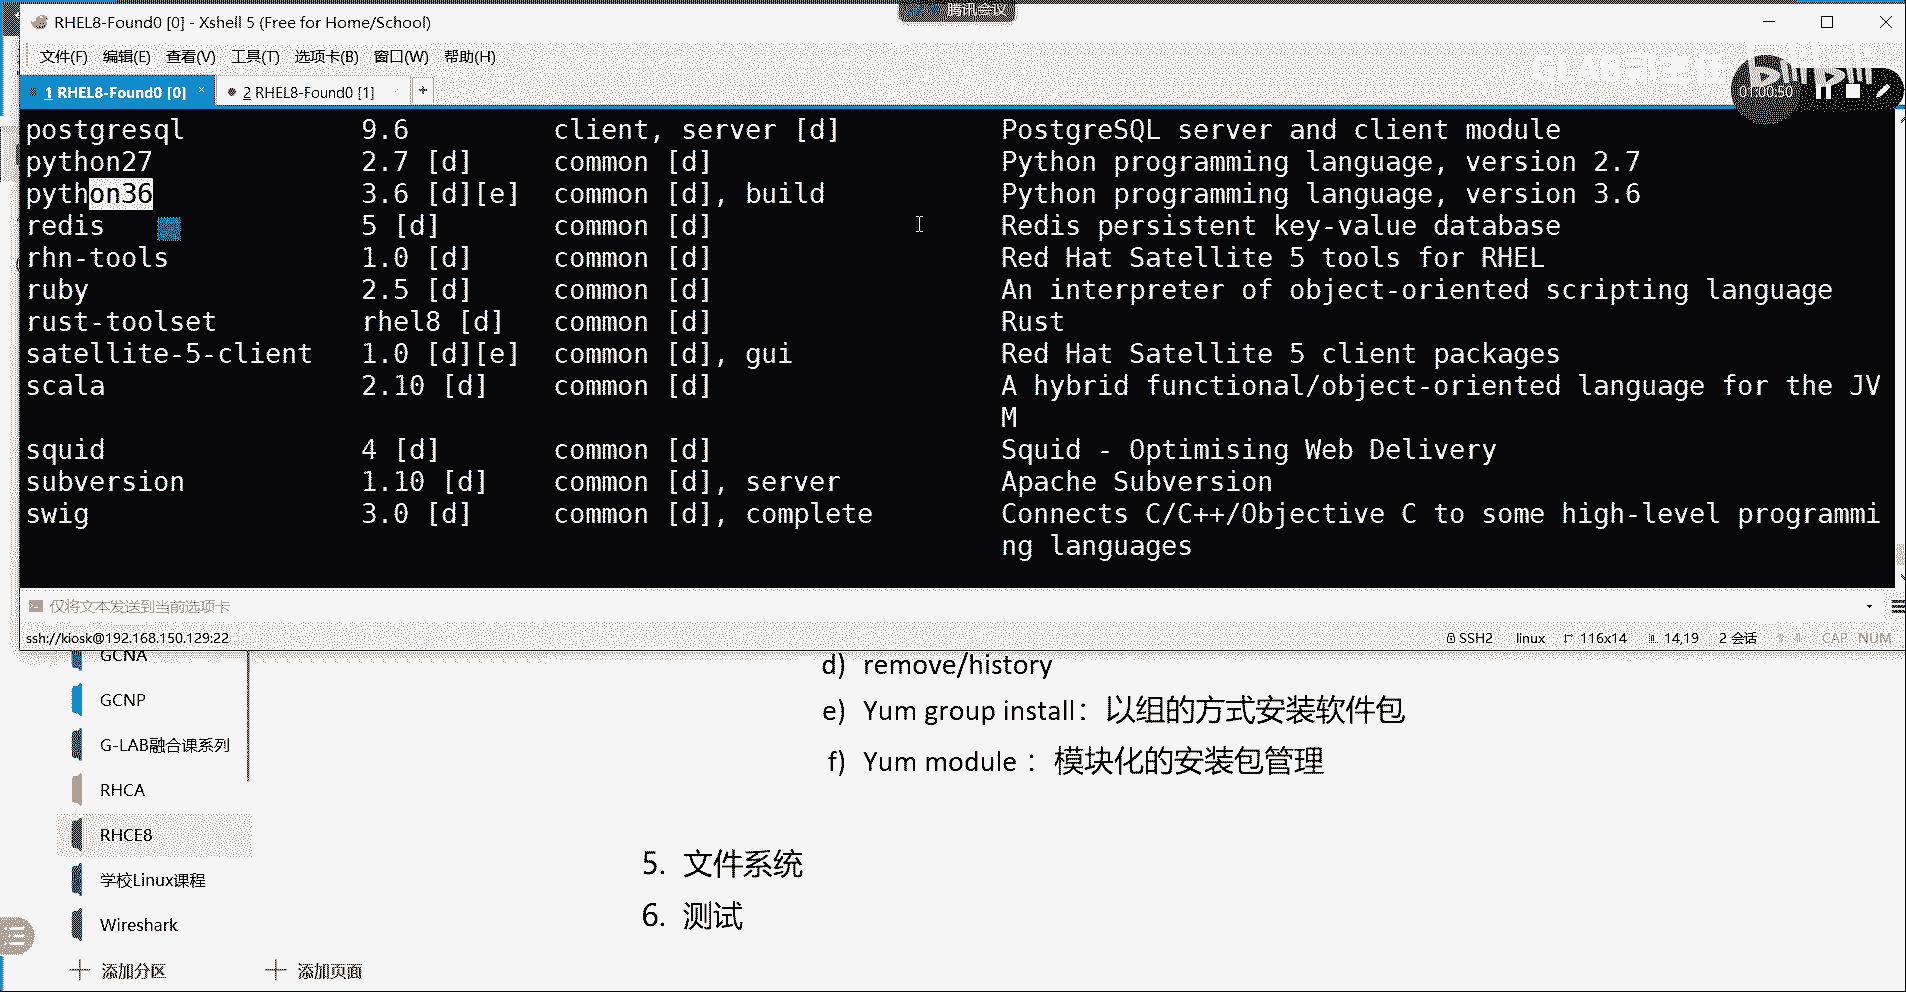 RHEL8-Found0 [0] - Xshell 5 (Free for Home/School)
腾讯会议
文件(F) 编辑(E) 查看(V) 工具(T) 选项卡(B) 窗口(W) 帮助(H)
1 RHEL8-Found0 [0] × 2 RHEL8-Found0 [1] +
01:00:50
postgresql 9.6 client, server [d] PostgreSQL server and client module
python27 2.7 [d] common [d] Python programming language, version 2.7
python36 3.6 [d][e] common [d], build Python programming language, version 3.6
redis 5 [d] common [d] Redis persistent key-value database
rhn-tools 1.0 [d] common [d] Red Hat Satellite 5 tools for RHEL
ruby 2.5 [d] common [d] An interpreter of object-oriented scripting language
rust-toolset rhel8 [d] common [d] Rust
satellite-5-client 1.0 [d][e] common [d], gui Red Hat Satellite 5 client packages
scala 2.10 [d] common [d] A hybrid functional/object-oriented language for the JV
M
squid 4 [d] common [d] Squid - Optimising Web Delivery
subversion 1.10 [d] common [d], server Apache Subversion
swig 3.0 [d] common [d], complete Connects C/C++/Objective C to some high-level programmi
ng languages
仅将文本发送到当前选项卡
ssh://kiosk@192.168.150.129:22 SSH2 linux 116x14 14,19 2 会话 CAP NUM
GCNA
GCNP
G-LAB融合课系列
RHCA
RHCE8
学校Linux课程
Wireshark
添加分区 添加页面
d) remove/history
e) Yum group install：以组的方式安装软件包
f) Yum module ：模块化的安装包管理
5. 文件系统
6. 测试